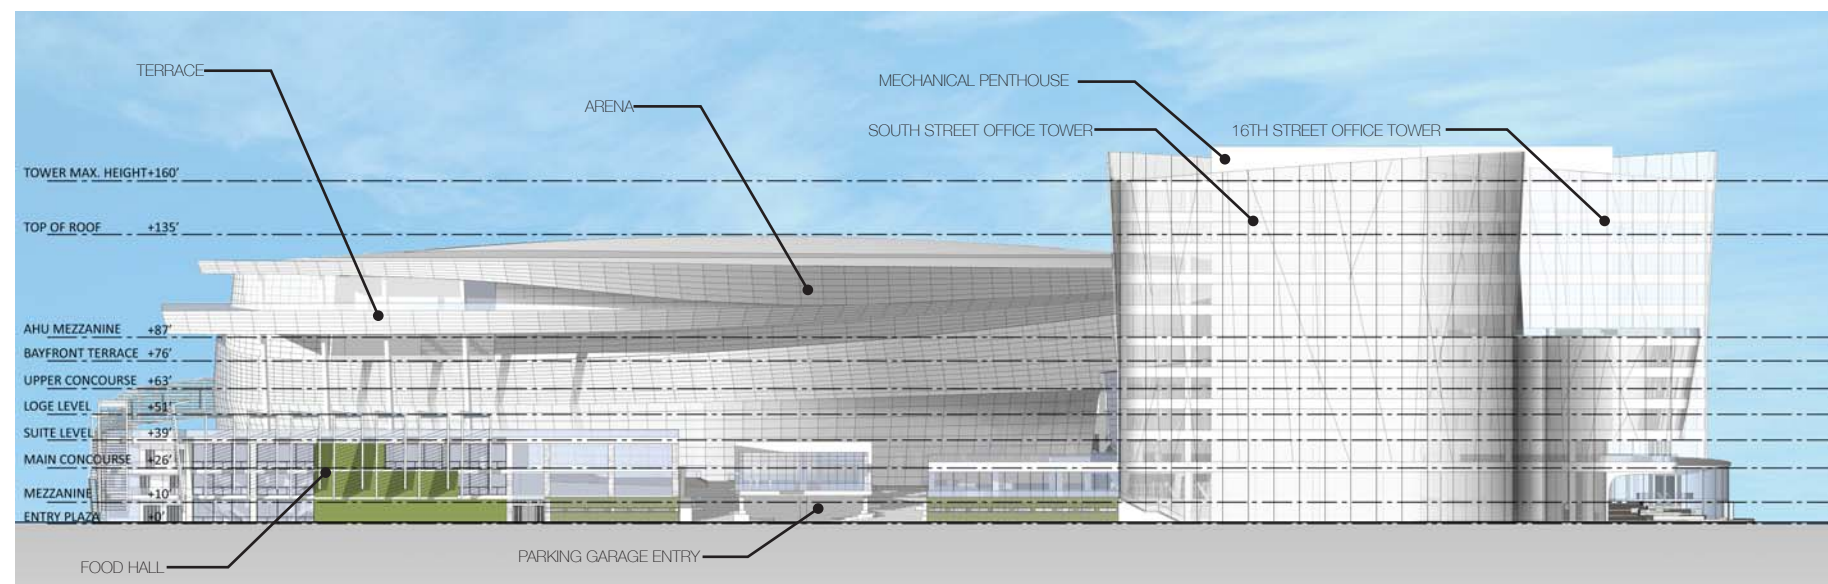 TERRACE
MECHANICAL PENTHOUSE
ARENA
SOUTH STREET OFFICE TOWER
16TH STREET OFFICE TOWER
TOWER MAX. HEIGHT+160'
TOP OF ROOF +135'
AHU MEZZANINE +87'
BAYFRONT TERRACE +76'
UPPER CONCOURSE +63'
LOGE LEVEL +51'
SUITE LEVEL +39'
MAIN CONCOURSE +26'
MEZZANINE +10'
ENTRY PLAZA +0'
PARKING GARAGE ENTRY
FOOD HALL